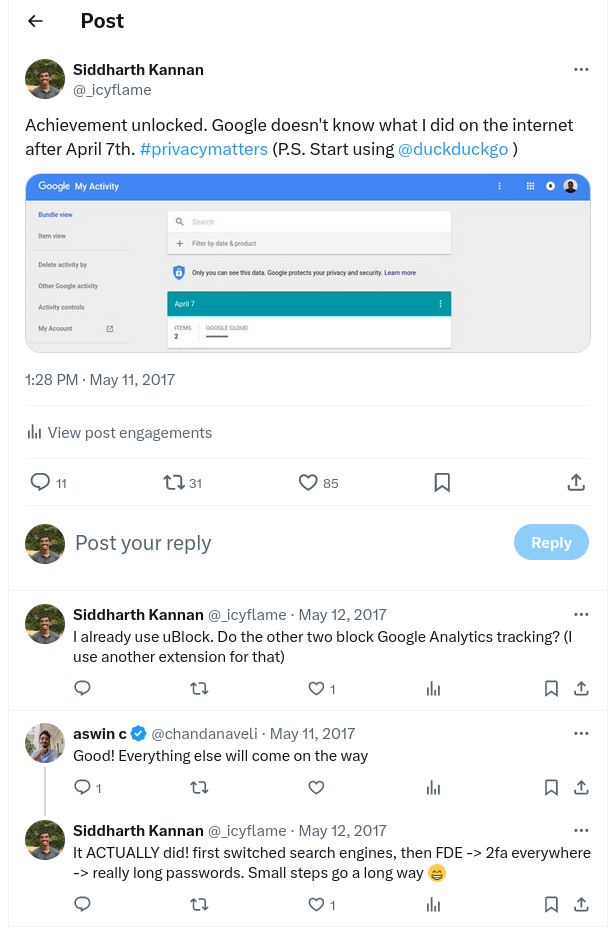 Post
Siddharth Kannan
@_icyflame
Achievement unlocked. Google doesn't know what I did on the internet
after April 7th. #privacymatters (P.S. Start using @duckduckgo )
Google My Activity
Bundle view
Item view
Delete activity by
Other Google activity
Activity controls
My Account
Search
Filter by date & product
Only you can see this data. Google protects your privacy and security. Learn more
April 7
ITEMS
2
GOOGLE CLOUD
1:28 PM · May 11, 2017
View post engagements
11 31 85
Post your reply
Reply
Siddharth Kannan @_icyflame · May 12, 2017
I already use uBlock. Do the other two block Google Analytics tracking? (I
use another extension for that)
1
aswin c @chandanaveli · May 11, 2017
Good! Everything else will come on the way
1
Siddharth Kannan @_icyflame · May 12, 2017
It ACTUALLY did! first switched search engines, then FDE -> 2fa everywhere
-> really long passwords. Small steps go a long way 😁
1